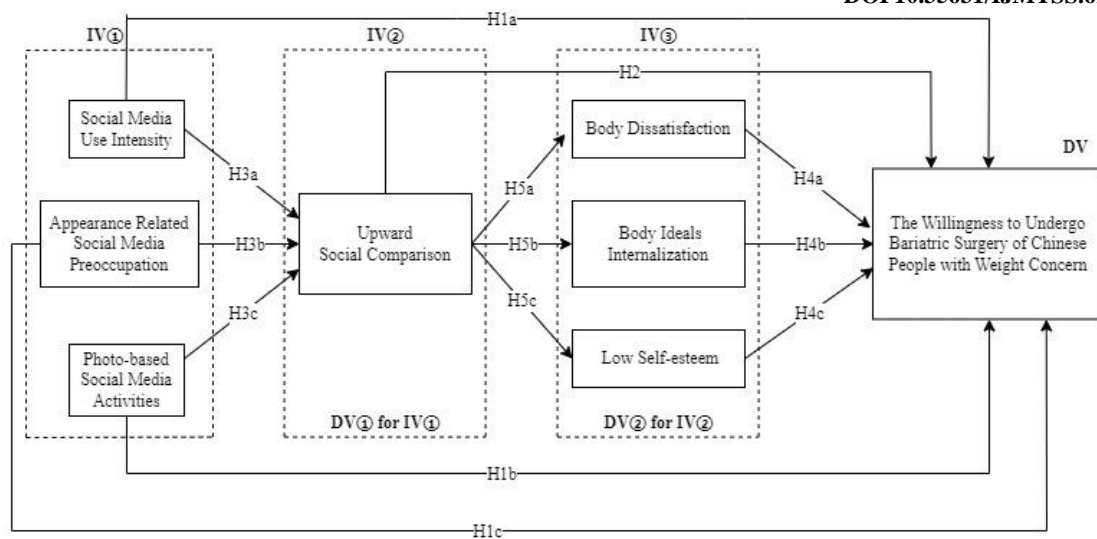 H1a
IV①
IV②
IV③
H2
Social Media
Use Intensity
Body Dissatisfaction
DV
H3a
H5a
H4a
Appearance Related
Social Media
Preoccupation
H3b
Upward
Social Comparison
H5b
Body Ideals
Internalization
H4b
The Willingness to Undergo
Bariatric Surgery of Chinese
People with Weight Concern
H3c
H5c
H4c
Photo-based
Social Media
Activities
Low Self-esteem
DV① for IV①
DV② for IV②
H1b
H1c